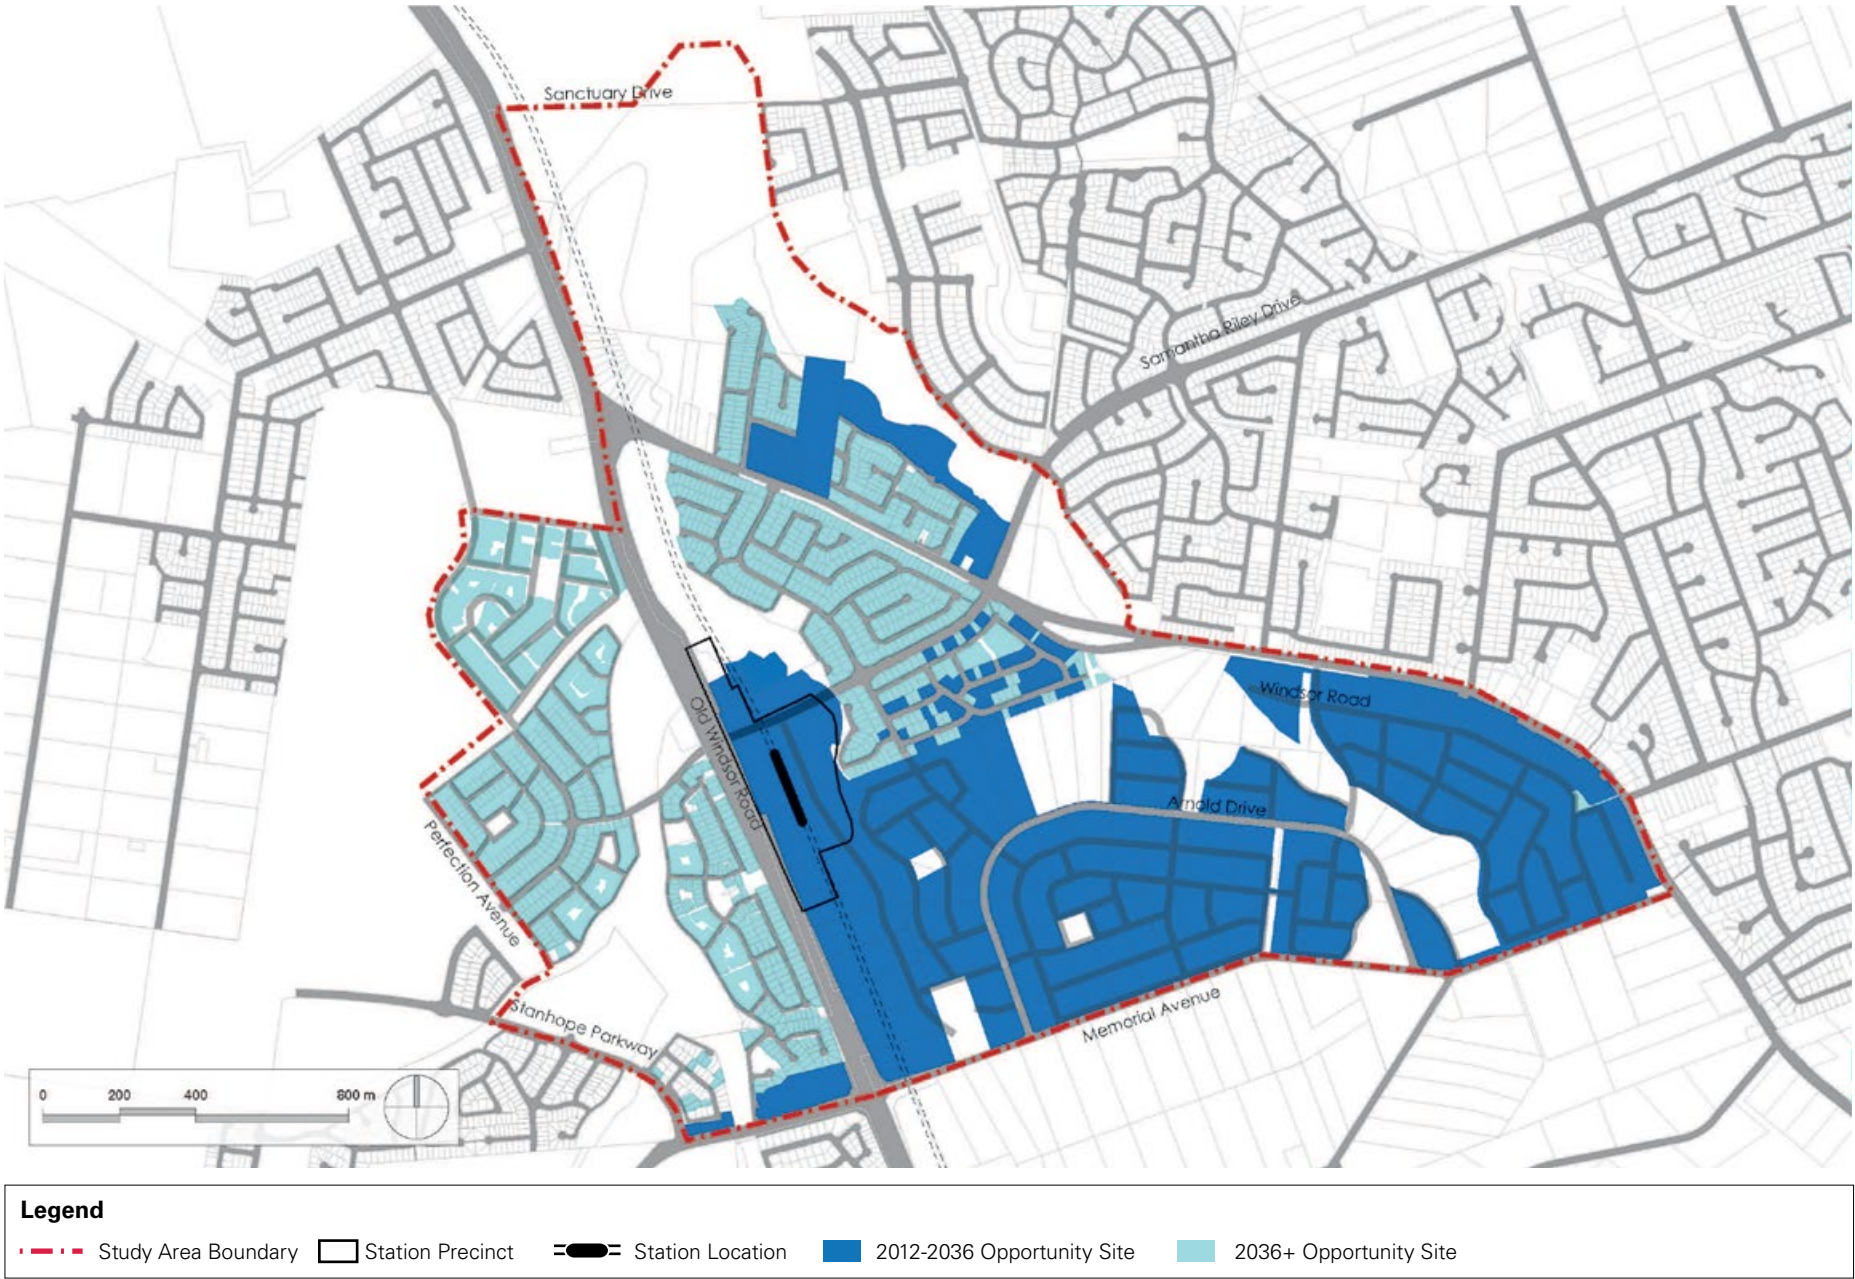 Sanctuary Drive
Samantha Riley Drive
Windsor Road
Old Windsor Road
Arnold Drive
Perfection Avenue
Memorial Avenue
Stanhope Parkway
0 200 400 800 m
Legend
Study Area Boundary Station Precinct Station Location 2012-2036 Opportunity Site 2036+ Opportunity Site